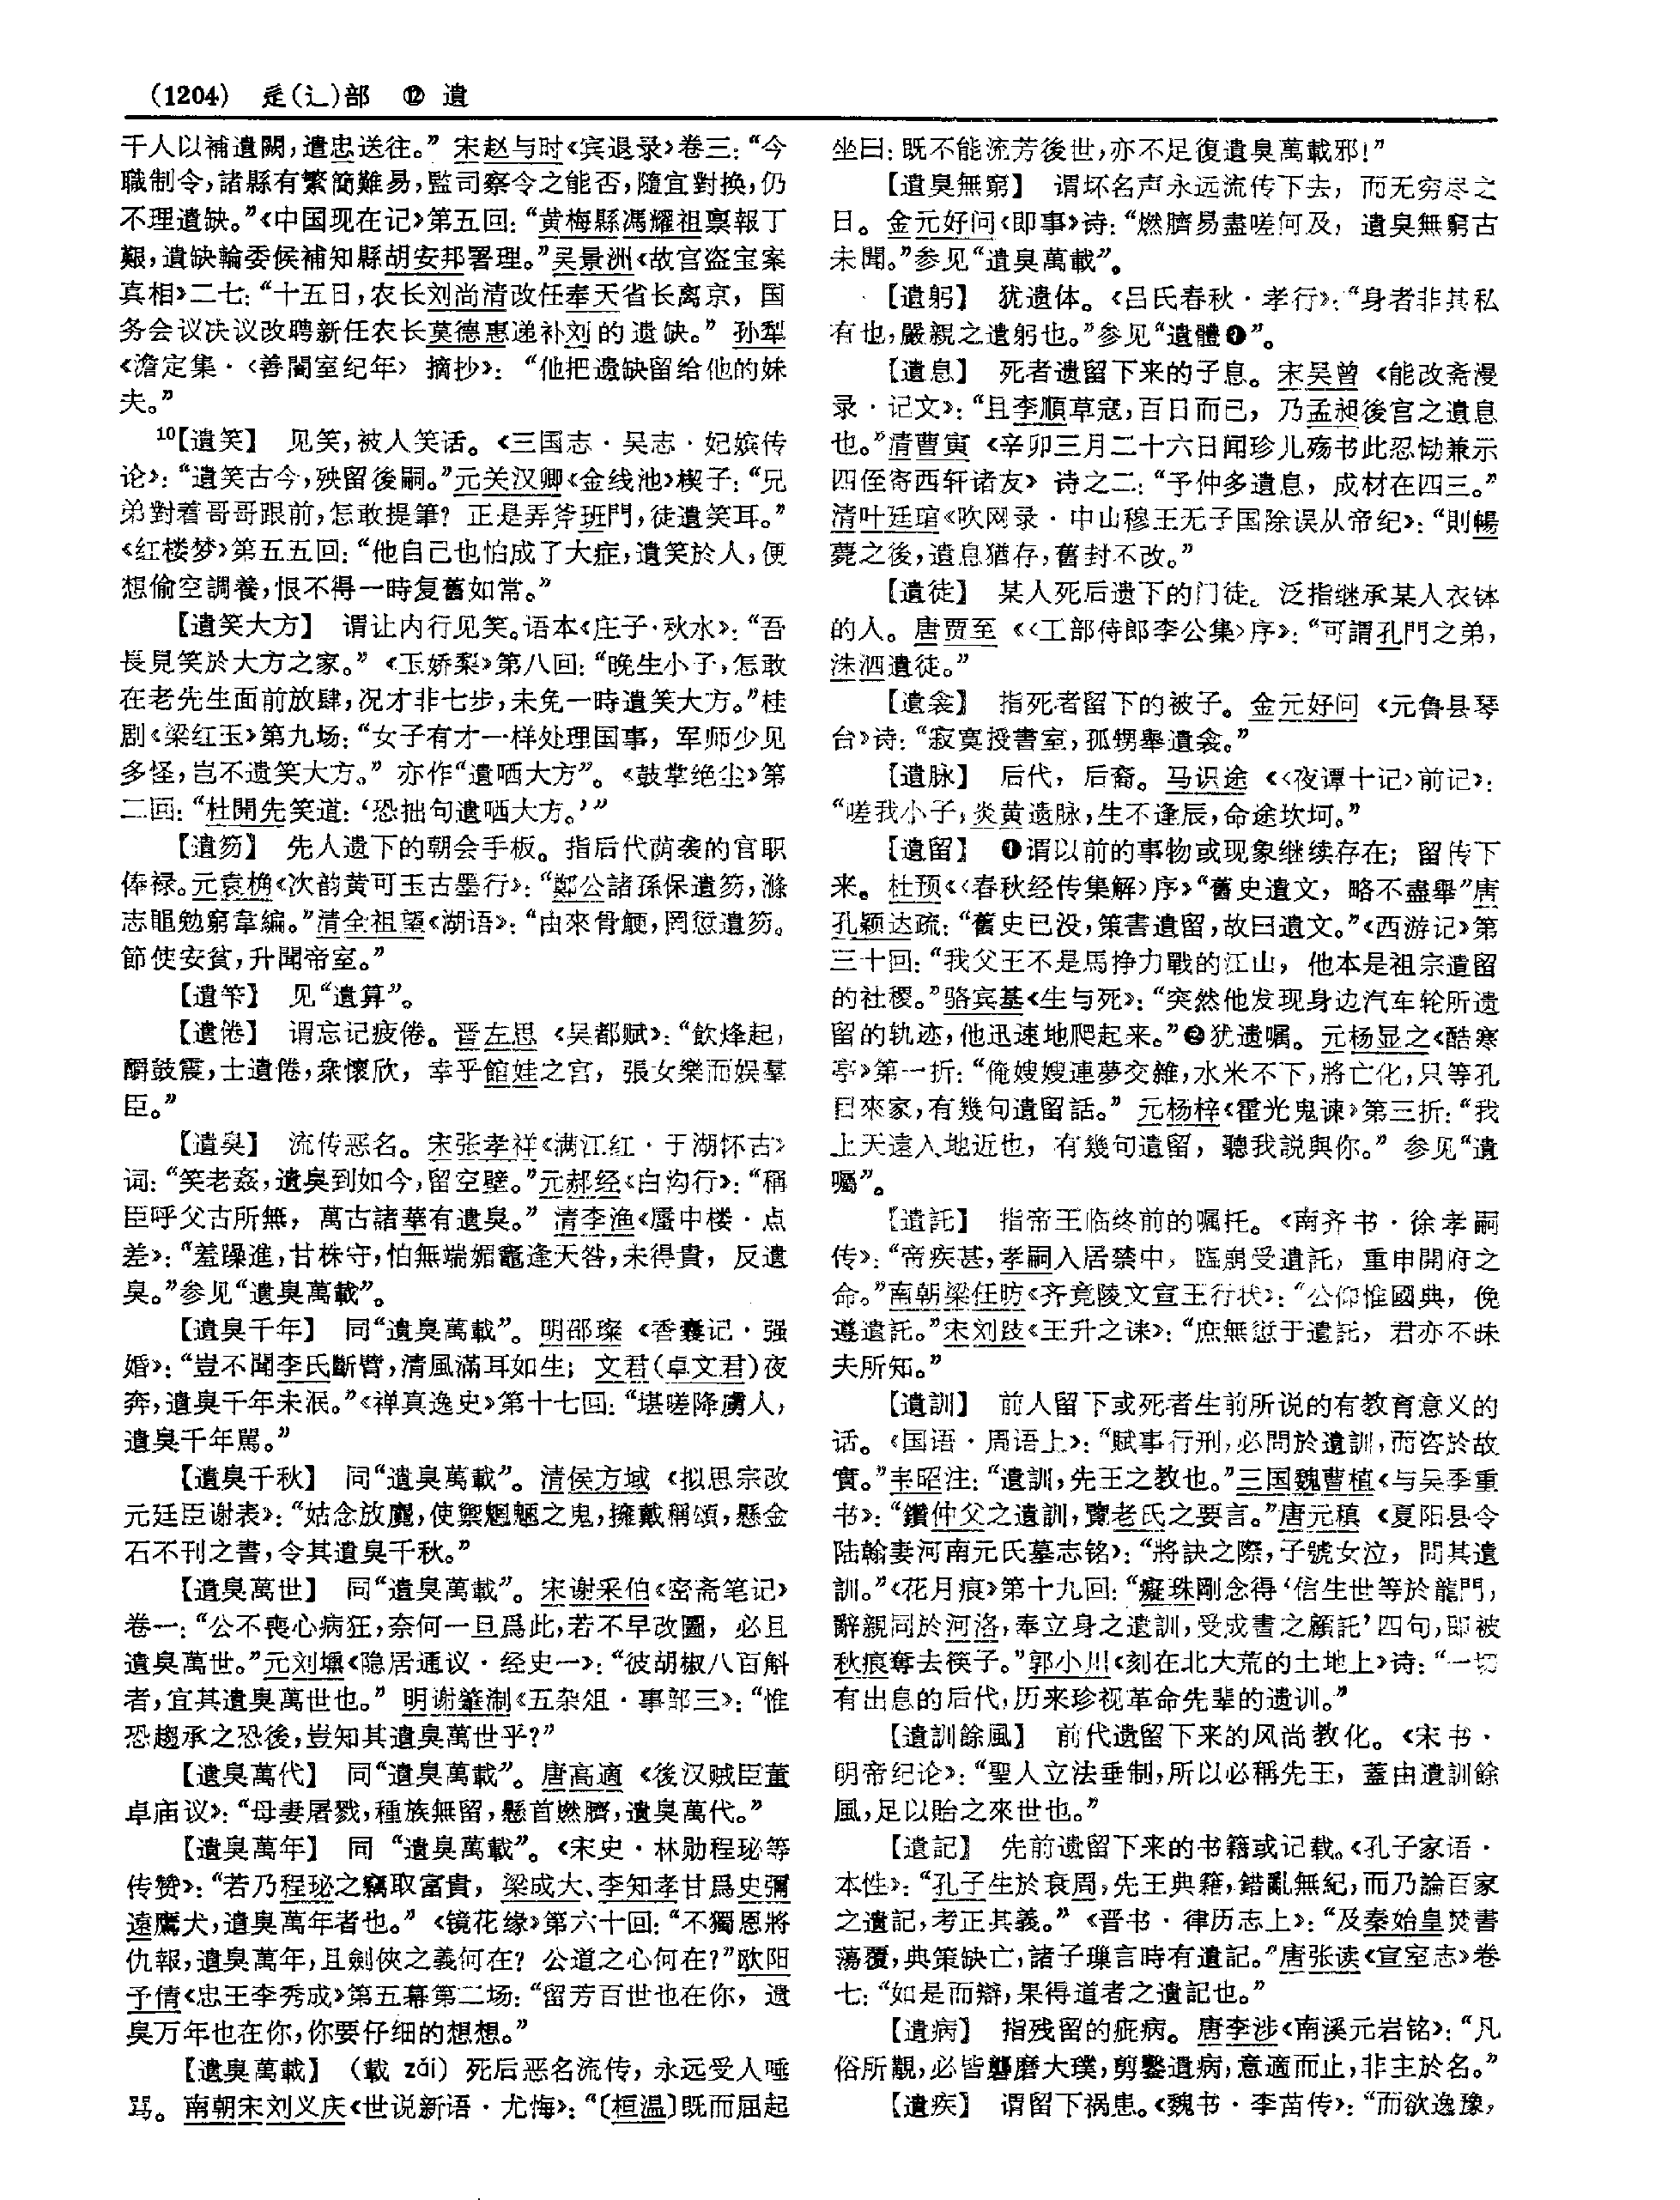 (1204) 辵(辶)部 ⑫ 遺
千人以補遺闕，遣忠送往。”宋赵与时《宾退录》卷三：“今
職制令，諸縣有繁簡難易，監司察令之能否，隨宜對换，仍
不理遺缺。”《中国现在记》第五回：“黄梅縣馮耀祖禀報丁
艱，遺缺輪委候補知縣胡安邦署理。”吴景洲《故宫盗宝案
真相》二七：“十五日，农长刘尚清改任奉天省长离京，国
务会议决议改聘新任农长莫德惠递补刘的遗缺。”孙犁
《澹定集·〈善闇室纪年〉摘抄》：“他把遗缺留给他的妹
夫。”
10【遺笑】 见笑，被人笑话。《三国志·吴志·妃嫔传
论》：“遺笑古今，殃留後嗣。”元关汉卿《金线池》楔子：“兄
弟對着哥哥跟前，怎敢提筆？正是弄斧班門，徒遺笑耳。”
《红楼梦》第五五回：“他自己也怕成了大症，遺笑於人，便
想偷空調養，恨不得一時复舊如常。”
【遺笑大方】 谓让内行见笑。语本《庄子·秋水》：“吾
長見笑於大方之家。”《玉娇梨》第八回：“晚生小子，怎敢
在老先生面前放肆，况才非七步，未免一時遺笑大方。”桂
剧《梁红玉》第九场：“女子有才一样处理国事，军师少见
多怪，岂不遗笑大方。”亦作“遺哂大方”。《鼓掌绝尘》第
二回：“杜開先笑道：‘恐拙句遺哂大方。’”
【遺笏】 先人遗下的朝会手板。指后代荫袭的官职
俸禄。元袁桷《次韵黄可玉古墨行》：“鄭公諸孫保遺笏，滌
志黽勉窮韋編。”清全祖望《湖语》：“由來骨鯁，罔愆遺笏。
節使安貧，升聞帝室。”
【遺筭】 见“遺算”。
【遺倦】 谓忘记疲倦。晋左思《吴都赋》：“飲烽起，
釂鼓震，士遺倦，衆懷欣，幸乎館娃之宫，張女樂而娱羣
臣。”
【遺臭】 流传恶名。宋张孝祥《满江红·于湖怀古》
词：“笑老姦，遺臭到如今，留空壁。”元郝经《白沟行》：“稱
臣呼父古所無，萬古諸華有遺臭。”清李渔《蜃中楼·点
差》：“羞躁進，甘株守，怕無端媚竈逢天咎，未得貴，反遺
臭。”参见“遺臭萬載”。
【遺臭千年】 同“遺臭萬載”。明邵璨《香囊记·强
婚》：“豈不聞李氏斷臂，清風滿耳如生；文君（卓文君）夜
奔，遺臭千年未泯。”《禅真逸史》第十七回：“堪嗟降虜人，
遺臭千年駡。”
【遺臭千秋】 同“遺臭萬載”。清侯方域《拟思宗改
元廷臣谢表》：“姑念放麑，使禦魍魎之鬼，擁戴稱頌，懸金
石不刊之書，令其遺臭千秋。”
【遺臭萬世】 同“遺臭萬載”。宋谢采伯《密斋笔记》
卷一：“公不喪心病狂，奈何一旦爲此，若不早改圖，必且
遺臭萬世。”元刘壎《隐居通议·经史一》：“彼胡椒八百斛
者，宜其遺臭萬世也。”明谢肇淛《五杂俎·事部三》：“惟
恐趨承之恐後，豈知其遺臭萬世乎？”
【遺臭萬代】 同“遺臭萬載”。唐高適《後汉贼臣董
卓庙议》：“母妻屠戮，種族無留，懸首燃臍，遺臭萬代。”
【遺臭萬年】 同“遺臭萬載”。《宋史·林勋程珌等
传赞》：“若乃程珌之竊取富貴，梁成大、李知孝甘爲史彌
遠鷹犬，遺臭萬年者也。”《镜花缘》第六十回：“不獨恩將
仇報，遺臭萬年，且劍俠之義何在？公道之心何在？”欧阳
予倩《忠王李秀成》第五幕第二场：“留芳百世也在你，遗
臭万年也在你，你要仔细的想想。”
【遺臭萬載】 （載 zǎi）死后恶名流传，永远受人唾
骂。南朝宋刘义庆《世说新语·尤悔》：“〔桓温〕既而屈起
坐曰：既不能流芳後世，亦不足復遺臭萬載邪！”
【遺臭無窮】 谓坏名声永远流传下去，而无穷尽之
日。金元好问《即事》诗：“燃臍易盡嗟何及，遺臭無窮古
未聞。”参见“遺臭萬載”。
【遺躬】 犹遗体。《吕氏春秋·孝行》：“身者非其私
有也，嚴親之遺躬也。”参见“遺體❶”。
【遺息】 死者遗留下来的子息。宋吴曾《能改斋漫
录·记文》：“且李順草寇，百日而已，乃孟昶後宫之遺息
也。”清曹寅《辛卯三月二十六日闻珍儿殇书此忍恸兼示
四侄寄西轩诸友》诗之二：“予仲多遺息，成材在四三。”
清叶廷琯《吹网录·中山穆王无子国除误从帝纪》：“則暢
薨之後，遺息猶存，舊封不改。”
【遺徒】 某人死后遗下的门徒。泛指继承某人衣钵
的人。唐贾至《〈工部侍郎李公集〉序》：“可謂孔門之弟，
洙泗遺徒。”
【遺衾】 指死者留下的被子。金元好问《元鲁县琴
台》诗：“寂寞授書室，孤甥舉遺衾。”
【遺脉】 后代，后裔。马识途《〈夜谭十记〉前记》：
“嗟我小子，炎黄遗脉，生不逢辰，命途坎坷。”
【遺留】 ❶谓以前的事物或现象继续存在；留传下
来。杜预《〈春秋经传集解〉序》“舊史遺文，略不盡舉”唐
孔颖达疏：“舊史已没，策書遺留，故曰遺文。”《西游记》第
三十回：“我父王不是馬挣力戰的江山，他本是祖宗遺留
的社稷。”骆宾基《生与死》：“突然他发现身边汽车轮所遗
留的轨迹，他迅速地爬起来。”❷犹遗嘱。元杨显之《酷寒
亭》第一折：“俺嫂嫂連夢交雜，水米不下，將亡化，只等孔
目來家，有幾句遺留話。”元杨梓《霍光鬼谏》第三折：“我
上天遠入地近也，有幾句遺留，聽我説與你。”参见“遺
囑”。
【遺託】 指帝王临终前的嘱托。《南齐书·徐孝嗣
传》：“帝疾甚，孝嗣入居禁中，臨崩受遺託，重申開府之
命。”南朝梁任昉《齐竟陵文宣王行状》：“公仰惟國典，俛
遵遺託。”宋刘跂《王升之诔》：“庶無愆于遺託，君亦不昧
夫所知。”
【遺訓】 前人留下或死者生前所说的有教育意义的
话。《国语·周语上》：“賦事行刑，必問於遺訓，而咨於故
實。”韦昭注：“遺訓，先王之教也。”三国魏曹植《与吴季重
书》：“鑽仲父之遺訓，覽老氏之要言。”唐元稹《夏阳县令
陆翰妻河南元氏墓志铭》：“將訣之際，子號女泣，問其遺
訓。”《花月痕》第十九回：“癡珠剛念得‘信生世等於龍門，
辭親同於河洛，奉立身之遺訓，受成書之顧託’四句，即被
秋痕奪去筷子。”郭小川《刻在北大荒的土地上》诗：“一切
有出息的后代，历来珍视革命先辈的遗训。”
【遺訓餘風】 前代遗留下来的风尚教化。《宋书·
明帝纪论》：“聖人立法垂制，所以必稱先王，蓋由遺訓餘
風，足以貽之來世也。”
【遺記】 先前遗留下来的书籍或记载。《孔子家语·
本性》：“孔子生於衰周，先王典籍，錯亂無紀，而乃論百家
之遺記，考正其義。”《晋书·律历志上》：“及秦始皇焚書
蕩覆，典策缺亡，諸子璅言時有遺記。”唐张读《宣室志》卷
七：“如是而辯，果得道者之遺記也。”
【遺病】 指残留的疵病。唐李涉《南溪元岩铭》：“凡
俗所觀，必皆礱磨大璞，剪鑿遺病，意適而止，非主於名。”
【遺疾】 谓留下祸患。《魏书·李苗传》：“而欲逸豫，